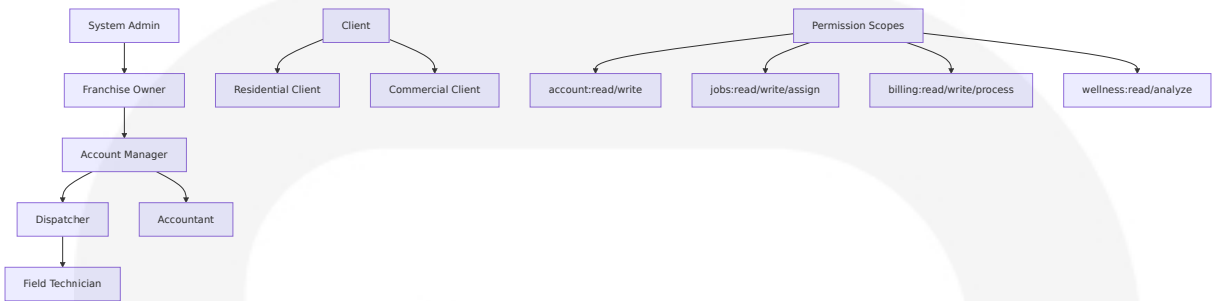 System Admin
Client
Permission Scopes
Franchise Owner
Residential Client
Commercial Client
account:read/write
jobs:read/write/assign
billing:read/write/process
wellness:read/analyze
Account Manager
Dispatcher
Accountant
Field Technician